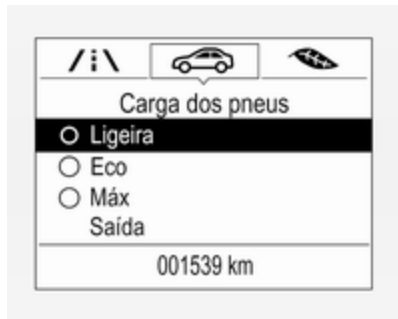 Carga dos pneus
Ligeira
Eco
Máx
Saída
001539 km